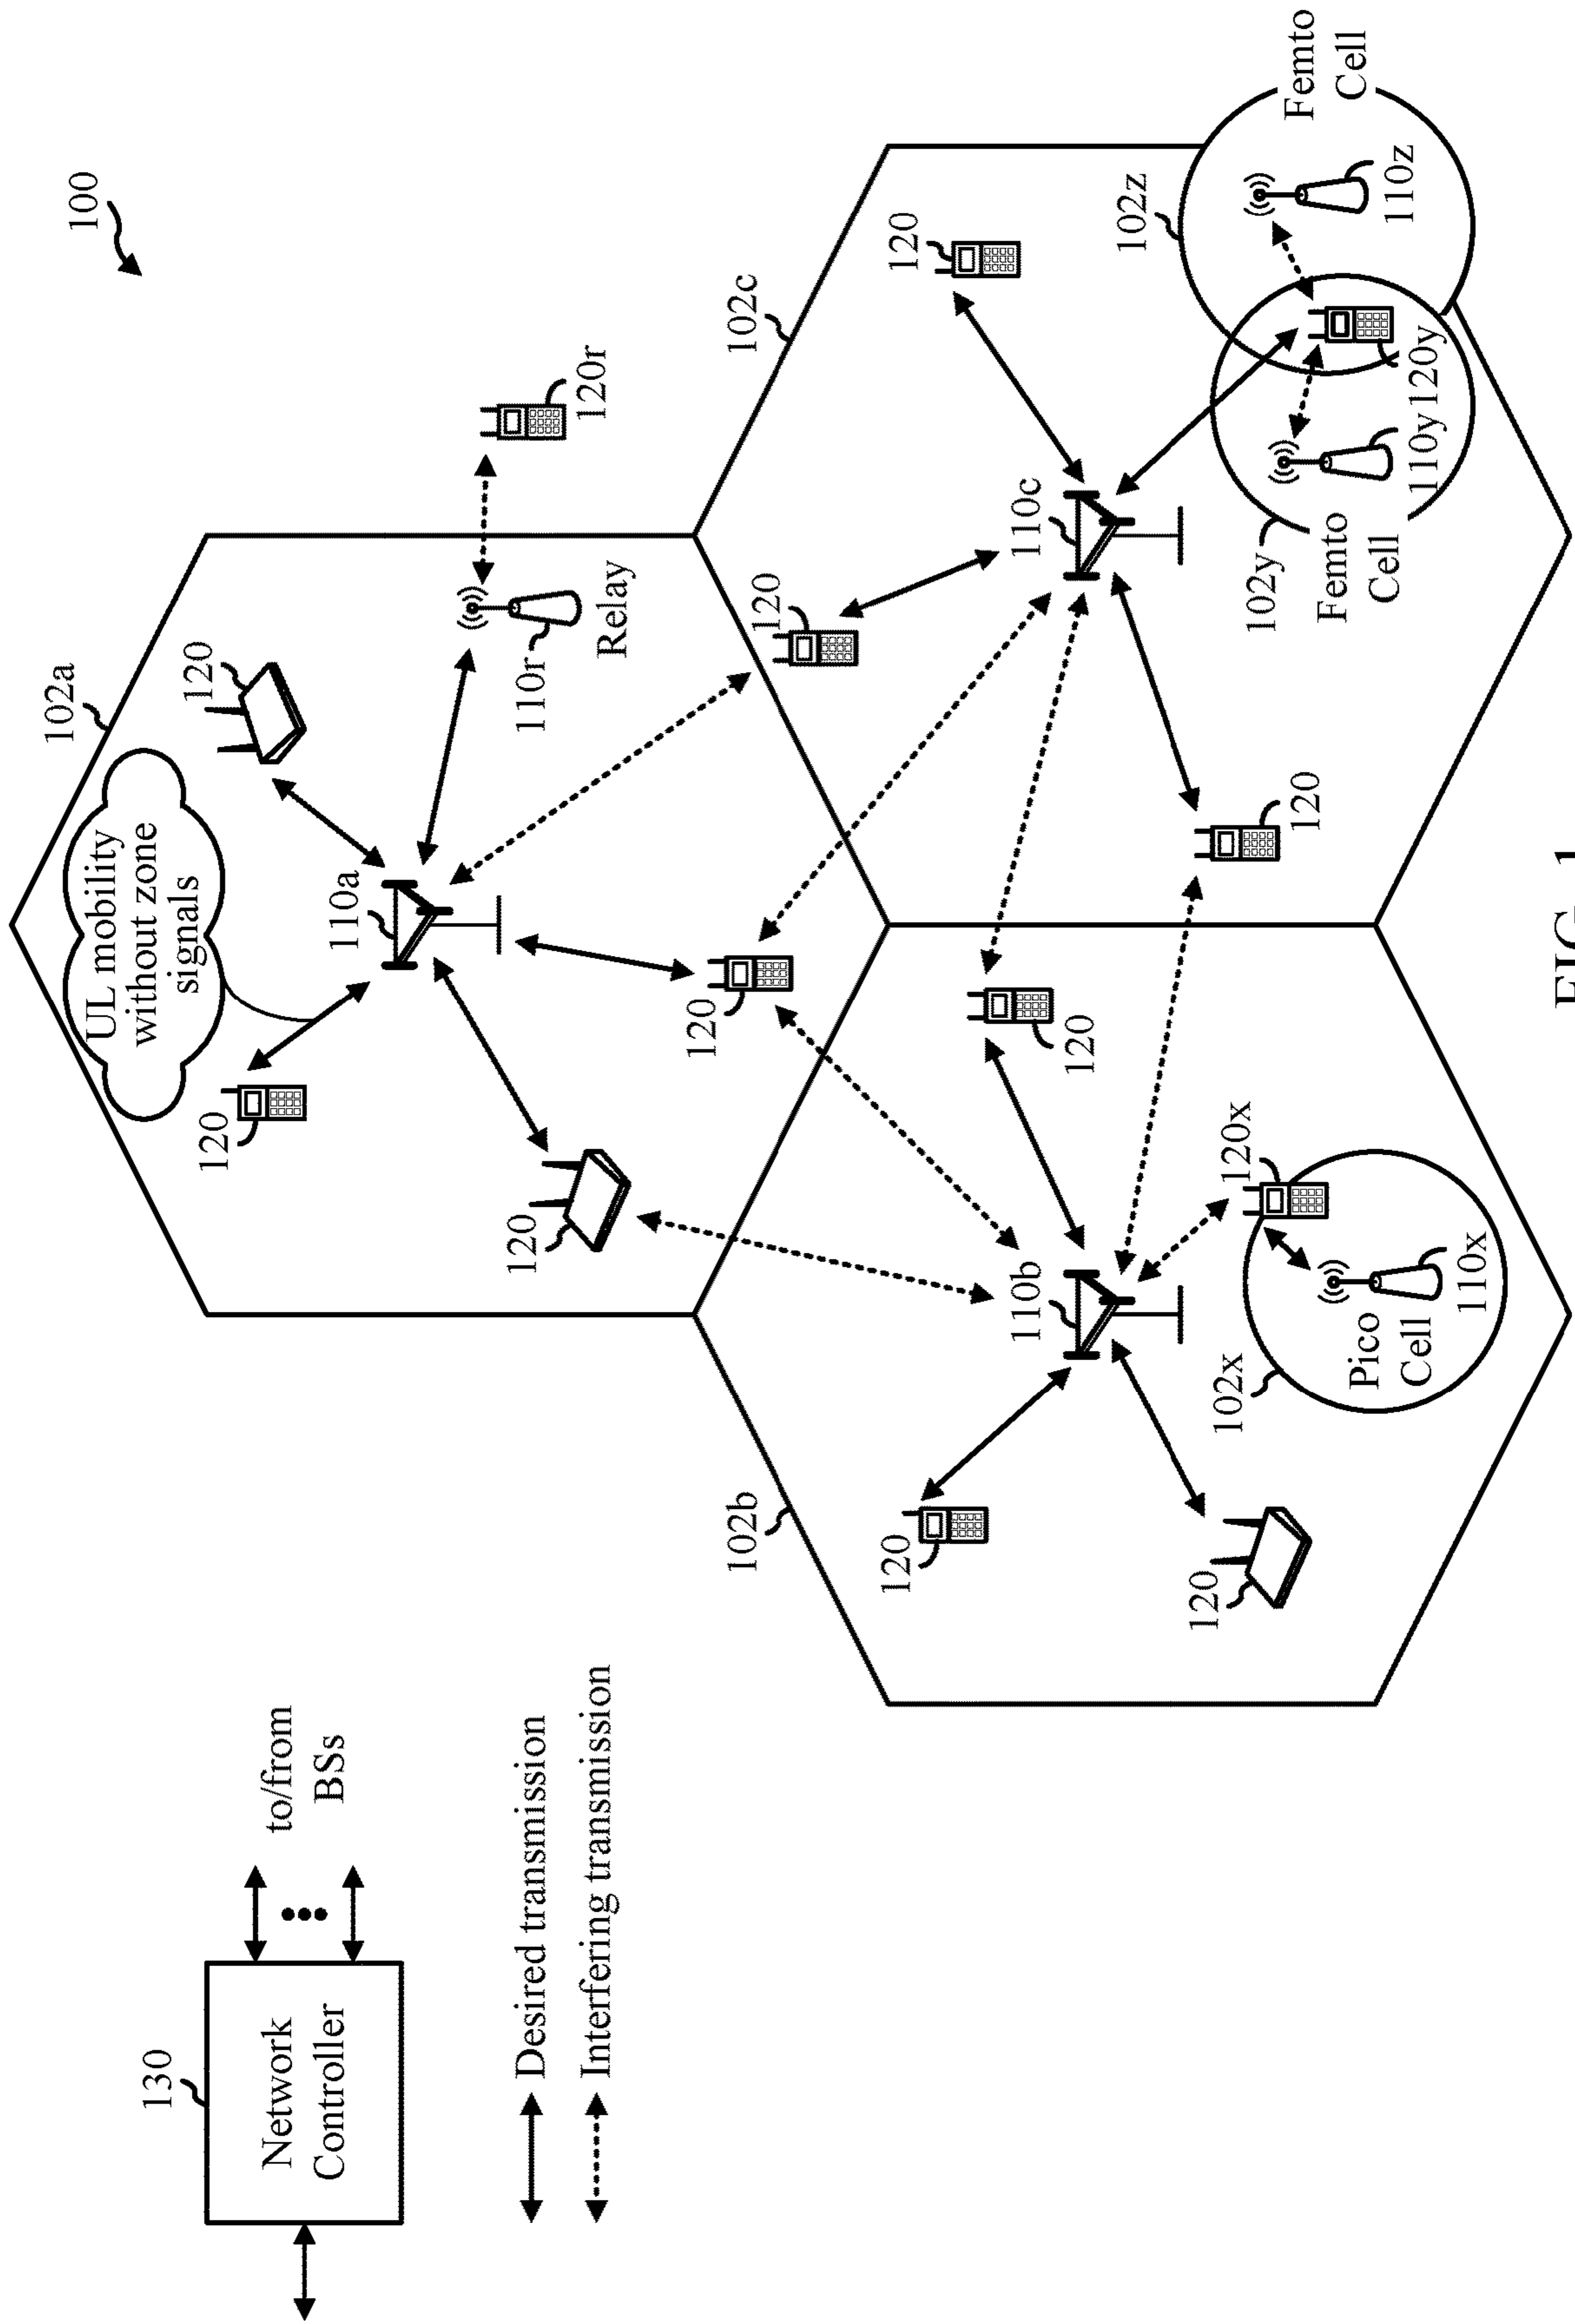 100
130
Network
Controller
to/from
BSs
Desired transmission
Interfering transmission
102a
UL mobility
without zone
signals
120
120
110a
120
110r
Relay
120r
120
102b
102c
120
120
120
110b
120
110c
120
120
102x
Pico
Cell
110x
120x
120
102y
Femto
Cell
110y
120y
102z
110z
Femto
Cell
FIG. 1